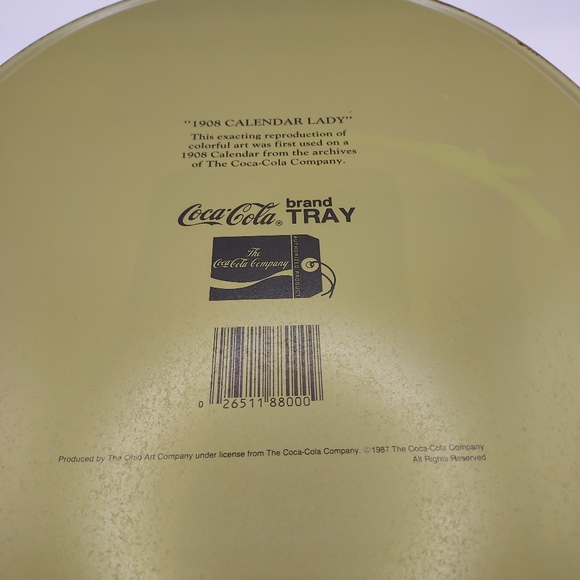 "1908 CALENDAR LADY"
This exacting reproduction of
colorful art was first used on a
1908 Calendar from the archives
of The Coca-Cola Company.
Coca-Cola® brand
TRAY
The
Coca-Cola Company
AUTHORIZED PRODUCT
0 26511 88000
Produced by The Ohio Art Company under license from The Coca-Cola Company. ©1987 The Coca-Cola Company
All Rights Reserved